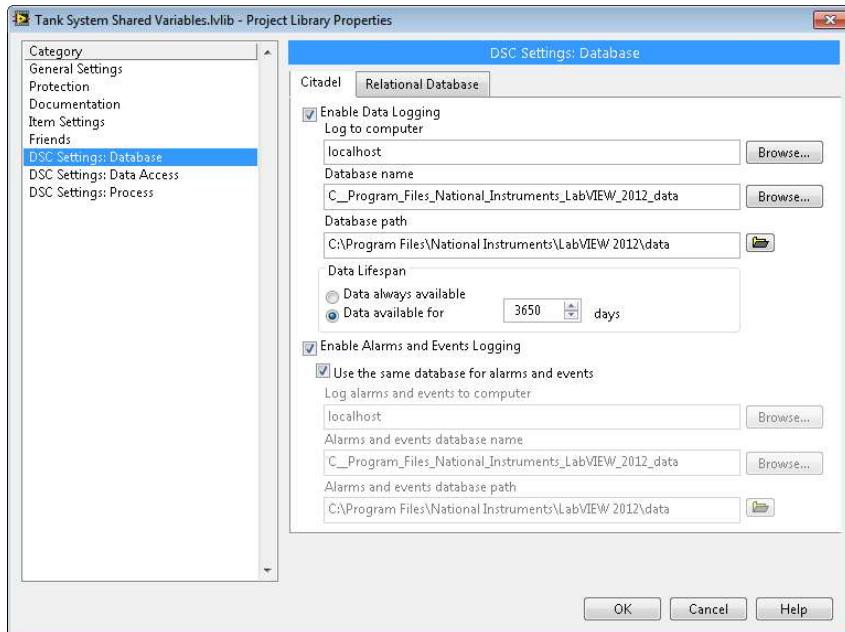 Tank System Shared Variables.lvlib - Project Library Properties
Category
General Settings
Protection
Documentation
Item Settings
Friends
DSC Settings: Database
DSC Settings: Data Access
DSC Settings: Process
DSC Settings: Database
Citadel Relational Database
Enable Data Logging
Log to computer
localhost Browse...
Database name
C__Program_Files_National_Instruments_LabVIEW_2012_data Browse...
Database path
C:\Program Files\National Instruments\LabVIEW 2012\data
Data Lifespan
Data always available
Data available for 3650 days
Enable Alarms and Events Logging
Use the same database for alarms and events
Log alarms and events to computer
localhost Browse...
Alarms and events database name
C__Program_Files_National_Instruments_LabVIEW_2012_data Browse...
Alarms and events database path
C:\Program Files\National Instruments\LabVIEW 2012\data
OK Cancel Help